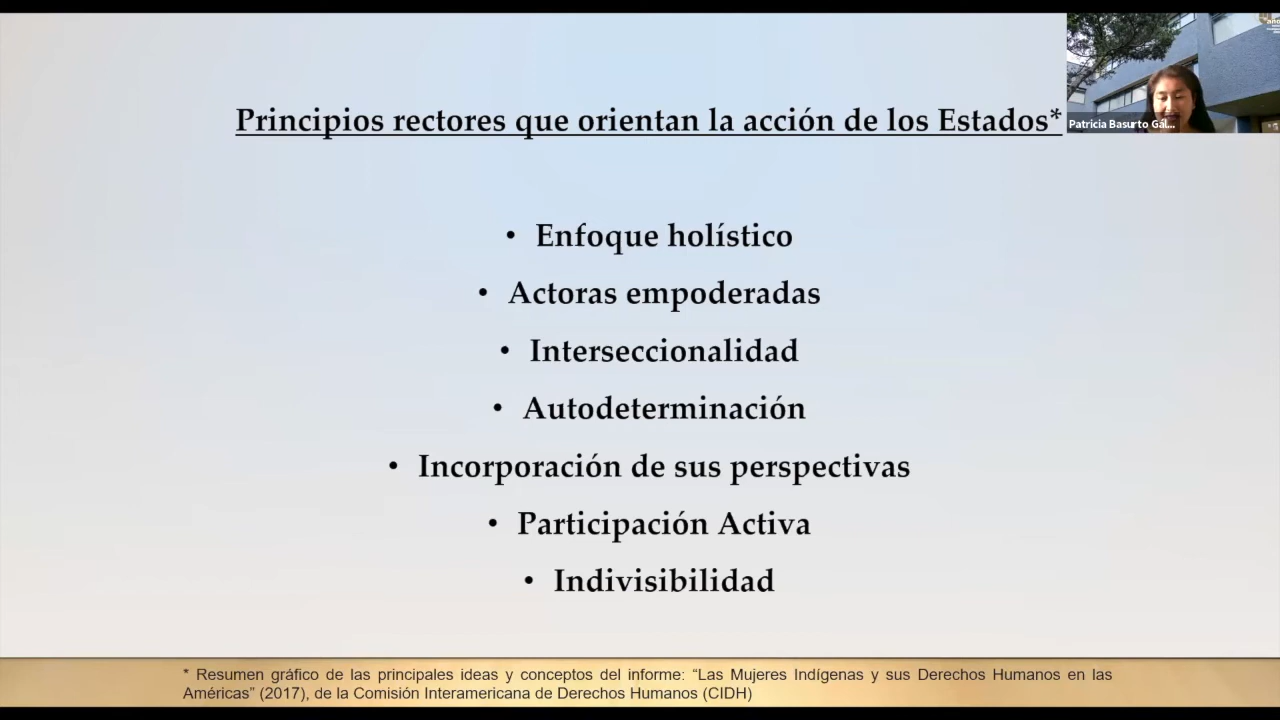 Principios rectores que orientan la acción de los Estados*
Patricia Basurto Gál...
• Enfoque holístico
• Actoras empoderadas
• Interseccionalidad
• Autodeterminación
• Incorporación de sus perspectivas
• Participación Activa
• Indivisibilidad
* Resumen gráfico de las principales ideas y conceptos del informe: “Las Mujeres Indígenas y sus Derechos Humanos en las
Américas” (2017), de la Comisión Interamericana de Derechos Humanos (CIDH)